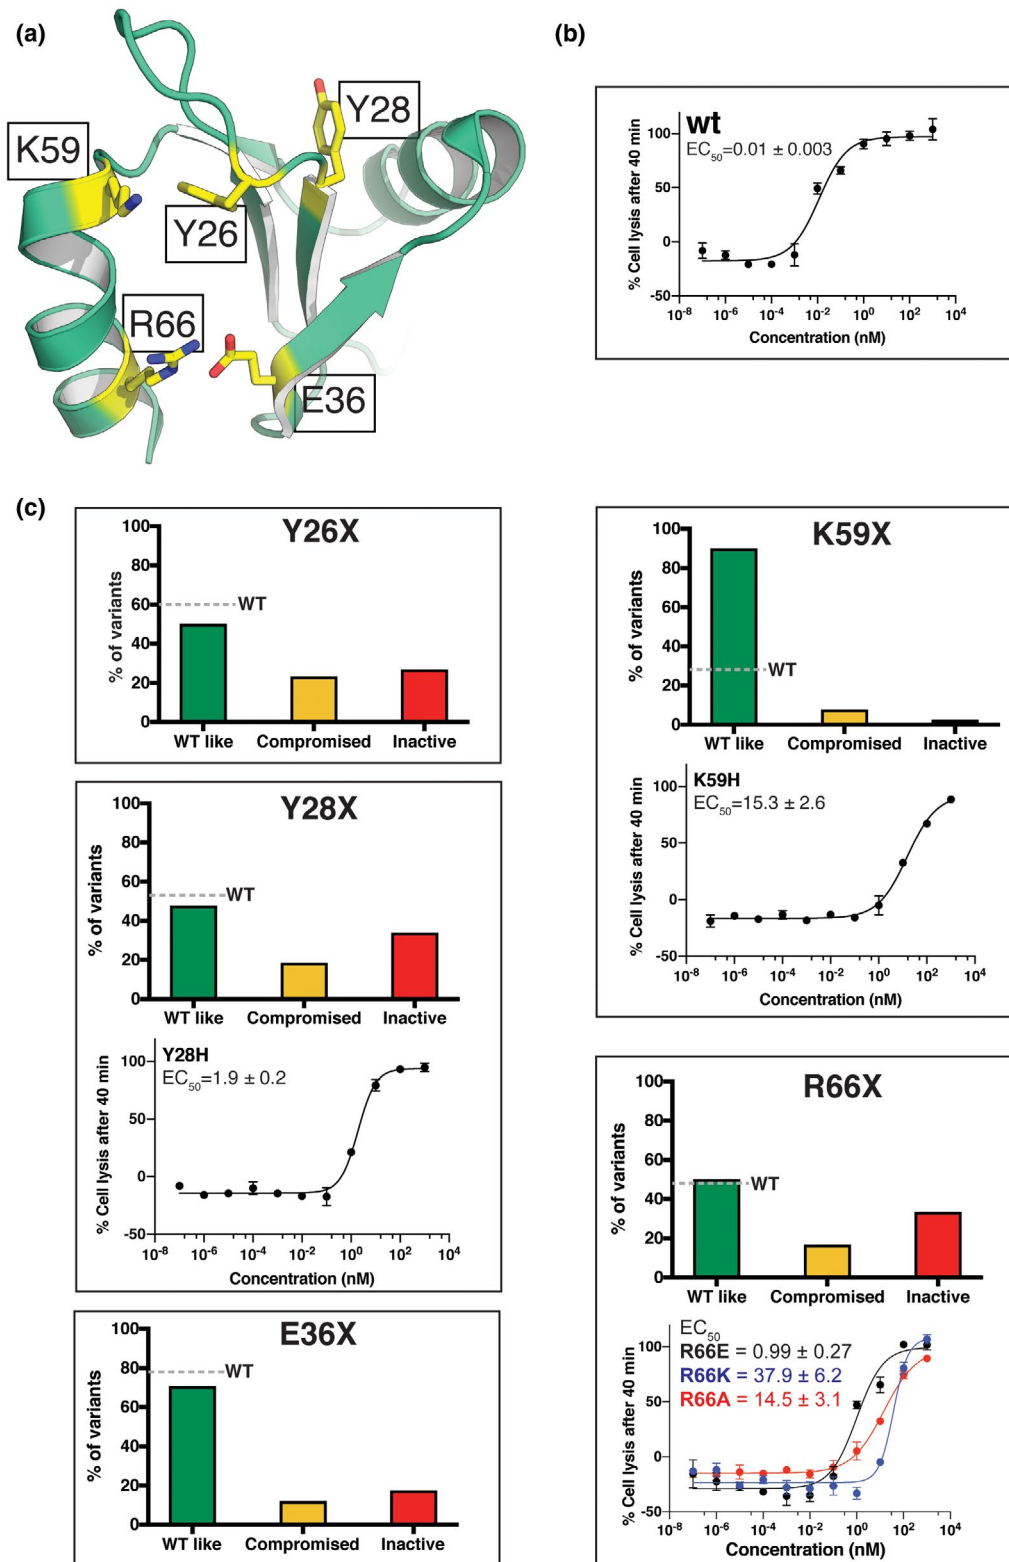 (a)
K59
Y28
Y26
R66
E36
(b)
wt
EC50=0.01 ± 0.003
% Cell lysis after 40 min
100
50
0
-50
10-8 10-6 10-4 10-2 100 102 104
Concentration (nM)
(c)
Y26X
% of variants
100
80
60
40
20
0
WT
WT like Compromised Inactive
Y28X
% of variants
100
80
60
40
20
0
WT
WT like Compromised Inactive
Y28H
EC50=1.9 ± 0.2
% Cell lysis after 40 min
100
50
0
-50
10-8 10-6 10-4 10-2 100 102 104
Concentration (nM)
E36X
% of variants
100
80
60
40
20
0
WT
WT like Compromised Inactive
K59X
% of variants
100
80
60
40
20
0
WT
WT like Compromised Inactive
K59H
EC50=15.3 ± 2.6
% Cell lysis after 40 min
100
50
0
-50
10-8 10-6 10-4 10-2 100 102 104
Concentration (nM)
R66X
% of variants
100
80
60
40
20
0
WT
WT like Compromised Inactive
EC50
R66E = 0.99 ± 0.27
R66K = 37.9 ± 6.2
R66A = 14.5 ± 3.1
% Cell lysis after 40 min
100
50
0
-50
10-8 10-6 10-4 10-2 100 102 104
Concentration (nM)